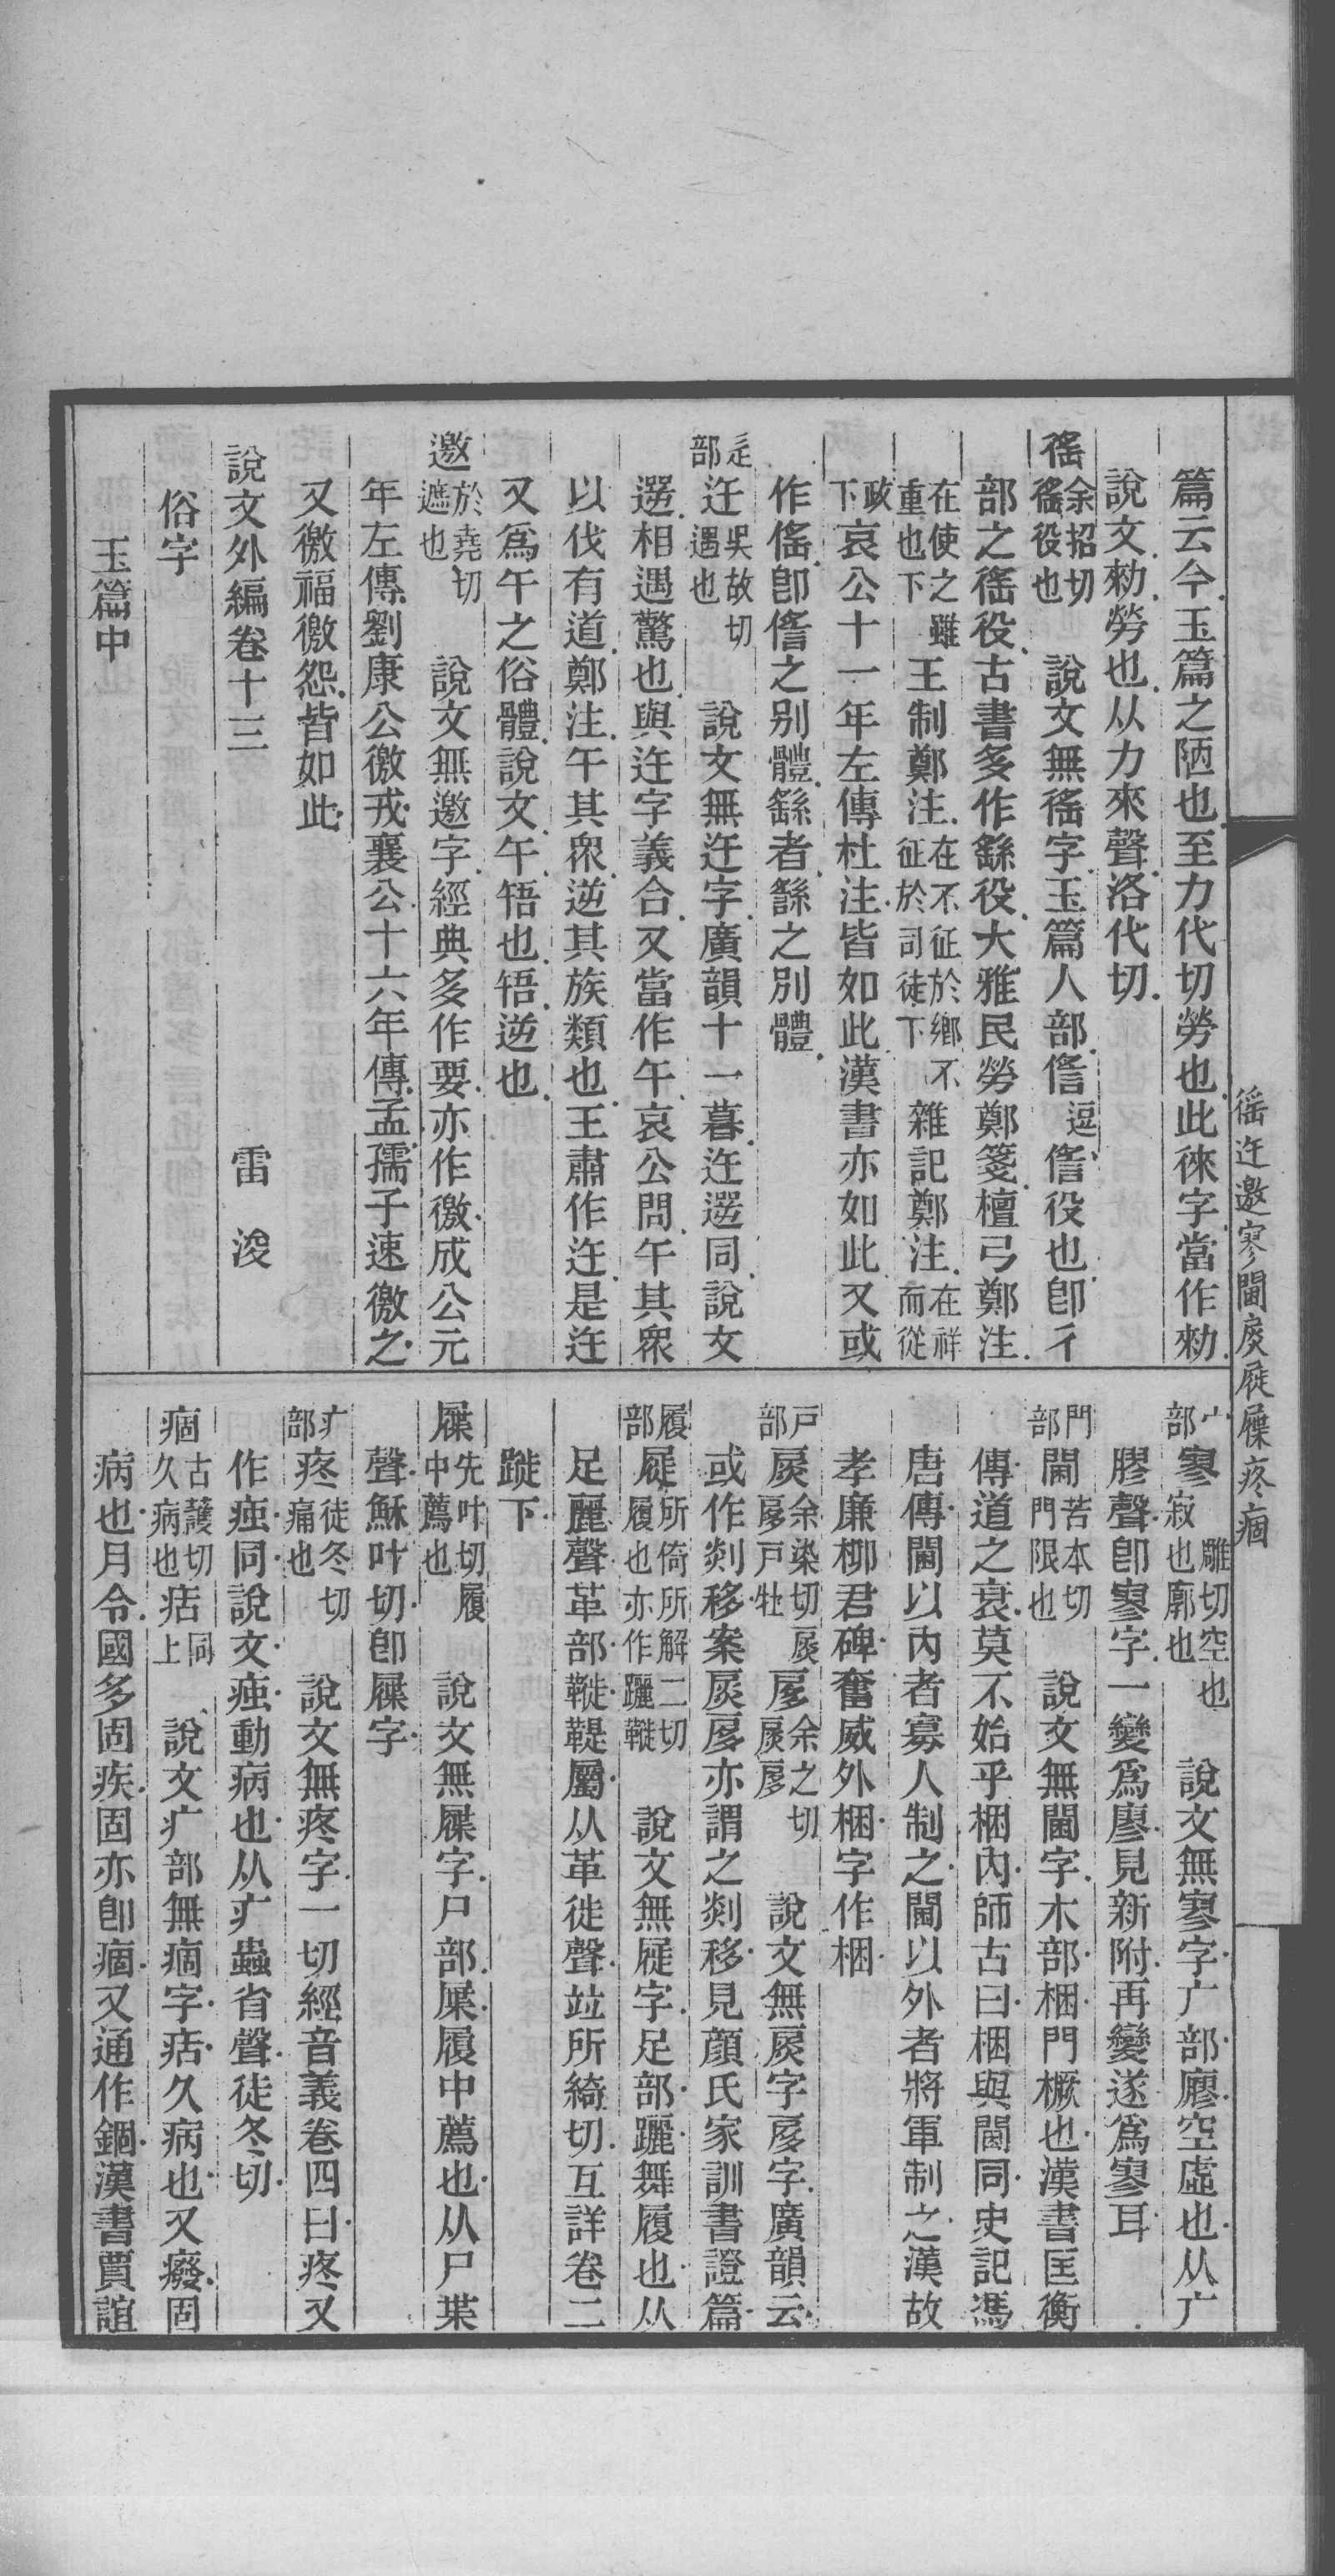 篇云今玉篇之陋也至力代切勞也此徠字當作勑
說文勑勞也从力來聲洛代切
徭余招切徭役也 說文無徭字玉篇人部偺逗偺役也卽彳
部之徭役古書多作繇役大雅民勞鄭箋檀弓鄭注
在使之雖重也下王制鄭注在不征於鄉不征於司徒下雜記鄭注在祥而從
政下哀公十一年左傳杜注皆如此漢書亦如此又或
作傜卽偺之別體繇者䌛之別體
辵部迕吴故切遇也 說文無迕字廣韻十一暮迕遻同說文
遻相遇驚也與迕字義合又當作午哀公問午其衆
以伐有道鄭注午其衆逆其族類也王肅作迕是迕
又爲午之俗體說文午啎也啎逆也
邀於堯切遮也 說文無邀字經典多作要亦作徼成公元
年左傳劉康公徼戎襄公十六年傳孟孺子速徼之
又徼福徼怨皆如此
說文外編卷十三 雷浚
俗字
玉篇中
宀部寥 雕切空也寂也廓也 說文無寥字广部廫空虛也从广
膠聲卽寥字一變爲廖見新附再變遂爲寥耳
門部閫苦本切門限也 說文無閫字木部梱門橛也漢書匡衡
傳道之衰莫不始乎梱內師古曰梱與閫同史記馮
唐傳閫以內者寡人制之閫以外者將軍制之漢故
孝廉柳君碑奮威外梱字作梱
戶部扊余染切扊扅戶牡扅余之切扊扅 說文無扊字扅字廣韻云
或作剡移案扊扅亦謂之剡移見顏氏家訓書證篇
履部屣所倚所解二切履也亦作躧鞭 說文無屣字足部躧舞履也从
足麗聲革部鞭鞮屬从革徙聲竝所綺切互詳卷二
蹝下
屧先叶切履中薦也 說文無屧字尸部屟履中薦也从尸枼
聲穌叶切卽屧字
疒部疼徒冬切痛也 說文無疼字一切經音義卷四曰疼又
作痋同說文痋動病也从疒蟲省聲徒冬切
痼古護切久病也𤵸同上 說文疒部無痼字𤵸久病也又癈固
病也月令國多固疾固亦卽痼又通作錮漢書賈誼
徭迕邀寥閫扊屣屧疼痼